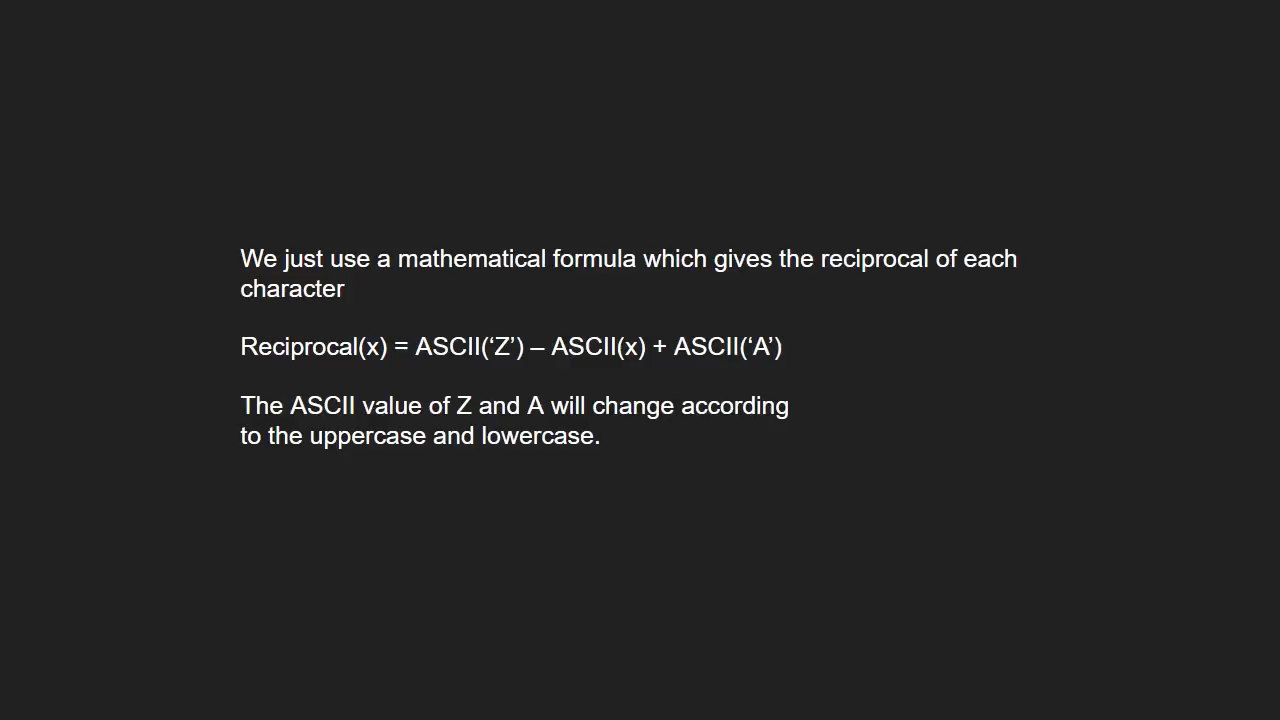 We just use a mathematical formula which gives the reciprocal of each
character
Reciprocal(x) = ASCII(‘Z’) – ASCII(x) + ASCII(‘A’)
The ASCII value of Z and A will change according
to the uppercase and lowercase.